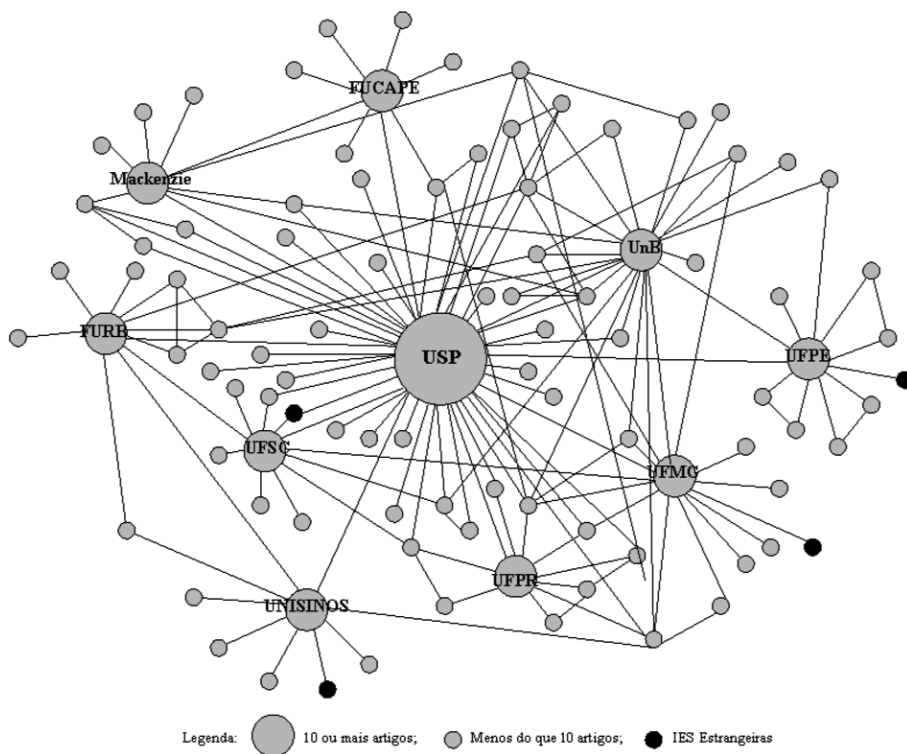 FUCAPE
Mackenzie
UnB
FURB
USP
UFPE
UFSC
UFMG
UFPR
UNISINOS
Legenda: 10 ou mais artigos; Menos do que 10 artigos; IES Estrangeiras